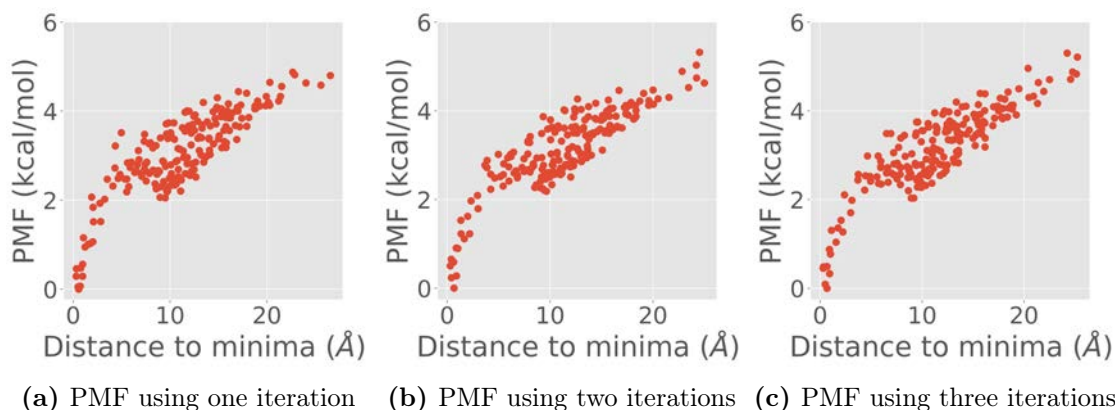 6
4
2
0
PMF (kcal/mol)
0 10 20
Distance to minima (Å)
6
4
2
0
PMF (kcal/mol)
0 10 20
Distance to minima (Å)
6
4
2
0
PMF (kcal/mol)
0 10 20
Distance to minima (Å)
(a) PMF using one iteration
(b) PMF using two iterations
(c) PMF using three iterations